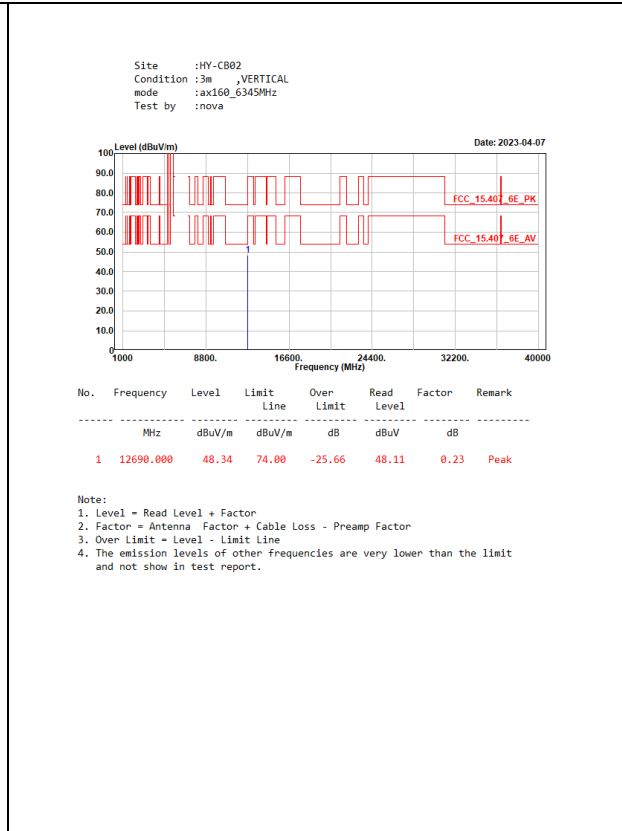 Site :HY-CB02
Condition :3m ,VERTICAL
mode :ax160_6345MHz
Test by :nova
Level (dBuV/m)
Date: 2023-04-07
100
90.0
80.0
70.0
60.0
50.0
40.0
30.0
20.0
10.0
0
FCC_15.407_6E_PK
FCC_15.407_6E_AV
1
1000 8800. 16600. 24400. 32200. 40000
Frequency (MHz)
No. Frequency Level Limit Over Read Factor Remark
Line Limit Level
------ ----------- -------- --------- --------- -------- -------- ---------
MHz dBuV/m dBuV/m dB dBuV dB
1 12690.000 48.34 74.00 -25.66 48.11 0.23 Peak
Note:
1. Level = Read Level + Factor
2. Factor = Antenna Factor + Cable Loss - Preamp Factor
3. Over Limit = Level - Limit Line
4. The emission levels of other frequencies are very lower than the limit
and not show in test report.